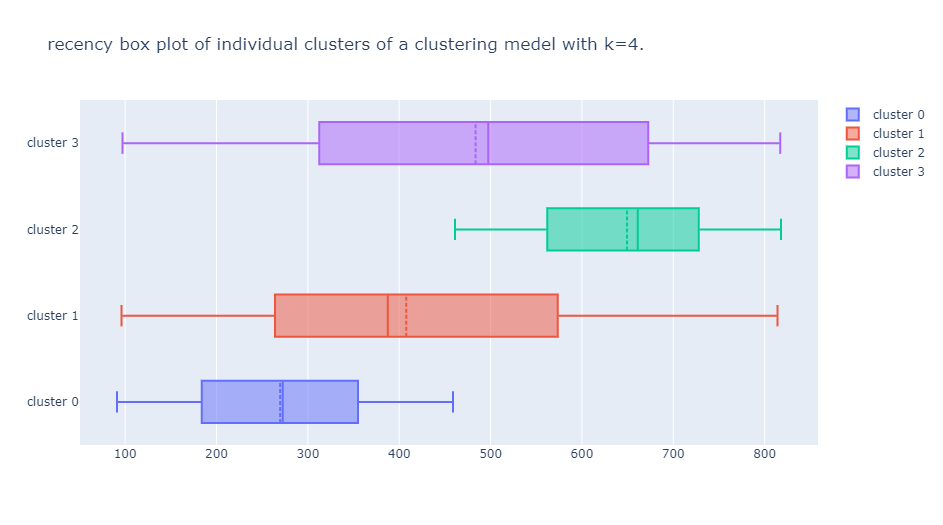 recency box plot of individual clusters of a clustering medel with k=4.
cluster 0
cluster 1
cluster 2
cluster 3
cluster 3
cluster 2
cluster 1
cluster 0
100 200 300 400 500 600 700 800